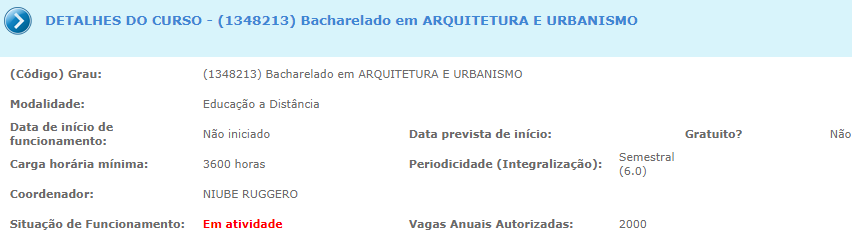 DETALHES DO CURSO - (1348213) Bacharelado em ARQUITETURA E URBANISMO
(Código) Grau: (1348213) Bacharelado em ARQUITETURA E URBANISMO
Modalidade: Educação a Distância
Data de início de
funcionamento: Não iniciado Data prevista de início: Gratuito? Não
Carga horária mínima: 3600 horas Periodicidade (Integralização): Semestral
(6.0)
Coordenador: NIUBE RUGGERO
Situação de Funcionamento: Em atividade Vagas Anuais Autorizadas: 2000